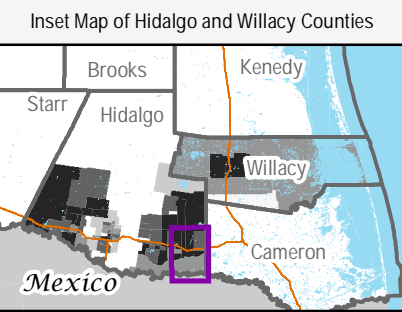 Inset Map of Hidalgo and Willacy Counties
Brooks
Kenedy
Starr
Hidalgo
Willacy
Cameron
Mexico